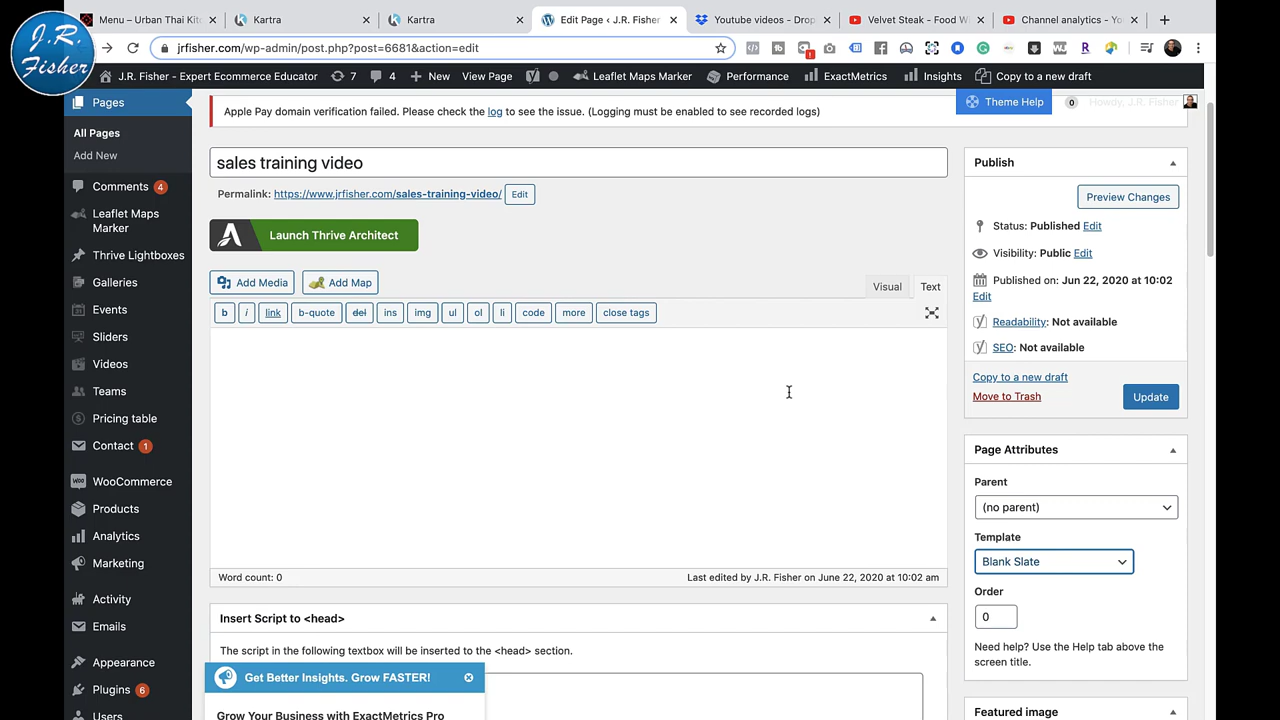 J.R.
Fisher
Menu – Urban Thai Kit
Kartra
Kartra
Edit Page ‹ J.R. Fisher
Youtube videos - Drop
Velvet Steak - Food W
Channel analytics - Yo
jrfisher.com/wp-admin/post.php?post=6681&action=edit
J.R. Fisher - Expert Ecommerce Educator
7
4
New
View Page
Leaflet Maps Marker
Performance
ExactMetrics
Insights
Copy to a new draft
Theme Help
0
Howdy, J.R. Fisher
Pages
All Pages
Add New
Comments 4
Leaflet Maps
Marker
Thrive Lightboxes
Galleries
Events
Sliders
Videos
Teams
Pricing table
Contact 1
WooCommerce
Products
Analytics
Marketing
Activity
Emails
Appearance
Plugins 6
Users
Apple Pay domain verification failed. Please check the log to see the issue. (Logging must be enabled to see recorded logs)
sales training video
Permalink: https://www.jrfisher.com/sales-training-video/ Edit
Launch Thrive Architect
Add Media Add Map
Visual Text
b i link b-quote del ins img ul ol li code more close tags
Word count: 0
Last edited by J.R. Fisher on June 22, 2020 at 10:02 am
Insert Script to <head>
The script in the following textbox will be inserted to the <head> section.
Get Better Insights. Grow FASTER!
Grow Your Business with ExactMetrics Pro
Publish
Preview Changes
Status: Published Edit
Visibility: Public Edit
Published on: Jun 22, 2020 at 10:02
Edit
Readability: Not available
SEO: Not available
Copy to a new draft
Move to Trash
Update
Page Attributes
Parent
(no parent)
Template
Blank Slate
Order
0
Need help? Use the Help tab above the
screen title.
Featured image